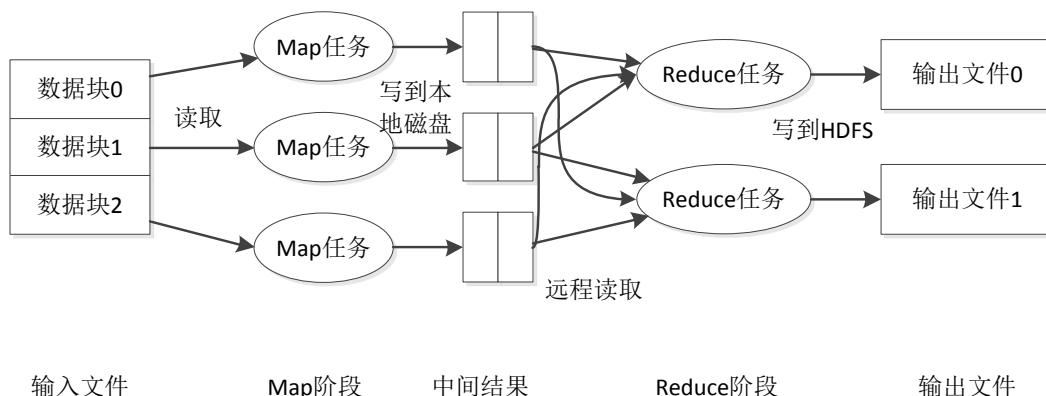 Map任务
数据块0
读取
数据块1
数据块2
Map任务
Map任务
写到本
地磁盘
Reduce任务
写到HDFS
Reduce任务
远程读取
输出文件0
输出文件1
输入文件
Map阶段
中间结果
Reduce阶段
输出文件